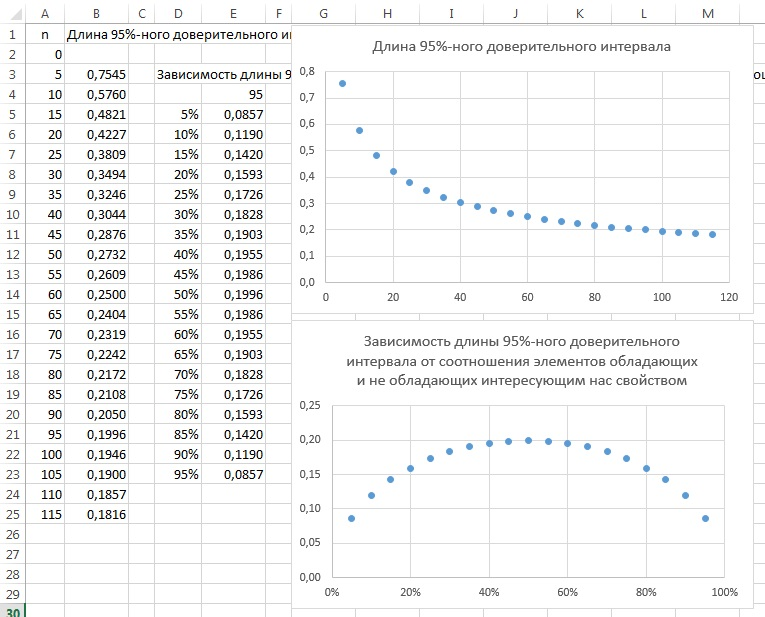 A B C D E F G H I J K L M
1 n Длина 95%-ного доверительного и
2 0
3 5 0,7545 Зависимость длины 9
4 10 0,5760 95
5 15 0,4821 5% 0,0857
6 20 0,4227 10% 0,1190
7 25 0,3809 15% 0,1420
8 30 0,3494 20% 0,1593
9 35 0,3246 25% 0,1726
10 40 0,3044 30% 0,1828
11 45 0,2876 35% 0,1903
12 50 0,2732 40% 0,1955
13 55 0,2609 45% 0,1986
14 60 0,2500 50% 0,1996
15 65 0,2404 55% 0,1986
16 70 0,2319 60% 0,1955
17 75 0,2242 65% 0,1903
18 80 0,2172 70% 0,1828
19 85 0,2108 75% 0,1726
20 90 0,2050 80% 0,1593
21 95 0,1996 85% 0,1420
22 100 0,1946 90% 0,1190
23 105 0,1900 95% 0,0857
24 110 0,1857
25 115 0,1816
26
27
28
29
30
Длина 95%-ного доверительного интервала
0,8
0,7
0,6
0,5
0,4
0,3
0,2
0,1
0,0
0 20 40 60 80 100 120
Зависимость длины 95%-ного доверительного
интервала от соотношения элементов обладающих
и не обладающих интересующим нас свойством
0,25
0,20
0,15
0,10
0,05
0,00
0% 20% 40% 60% 80% 100%